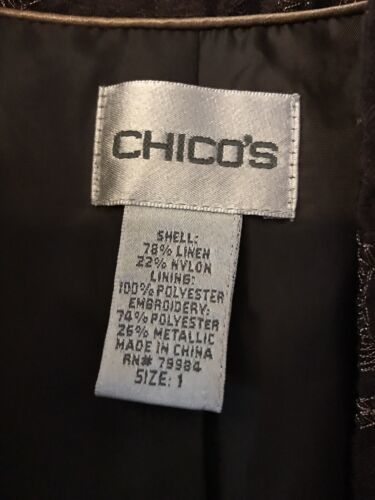 CHICO'S
SHELL:
78% LINEN
22% NYLON
LINING:
100% POLYESTER
EMBROIDERY:
74% POLYESTER
26% METALLIC
MADE IN CHINA
RN# 79984
SIZE: 1